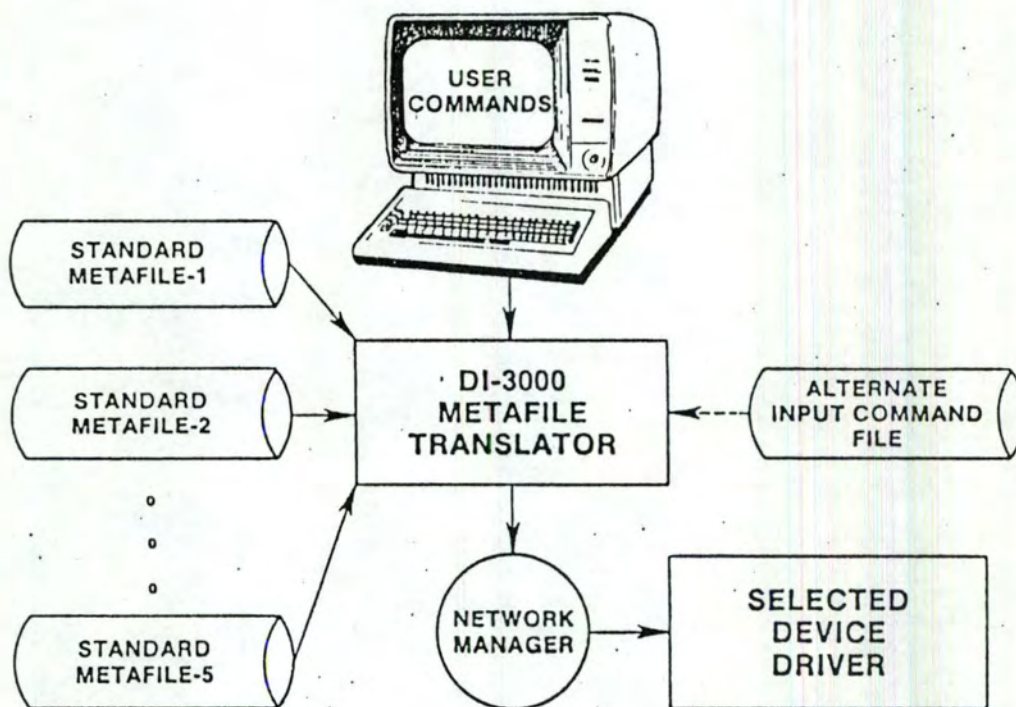 USER
COMMANDS
STANDARD
METAFILE-1
STANDARD
METAFILE-2
o
o
o
STANDARD
METAFILE-5
DI-3000
METAFILE
TRANSLATOR
ALTERNATE
INPUT COMMAND
FILE
NETWORK
MANAGER
SELECTED
DEVICE
DRIVER